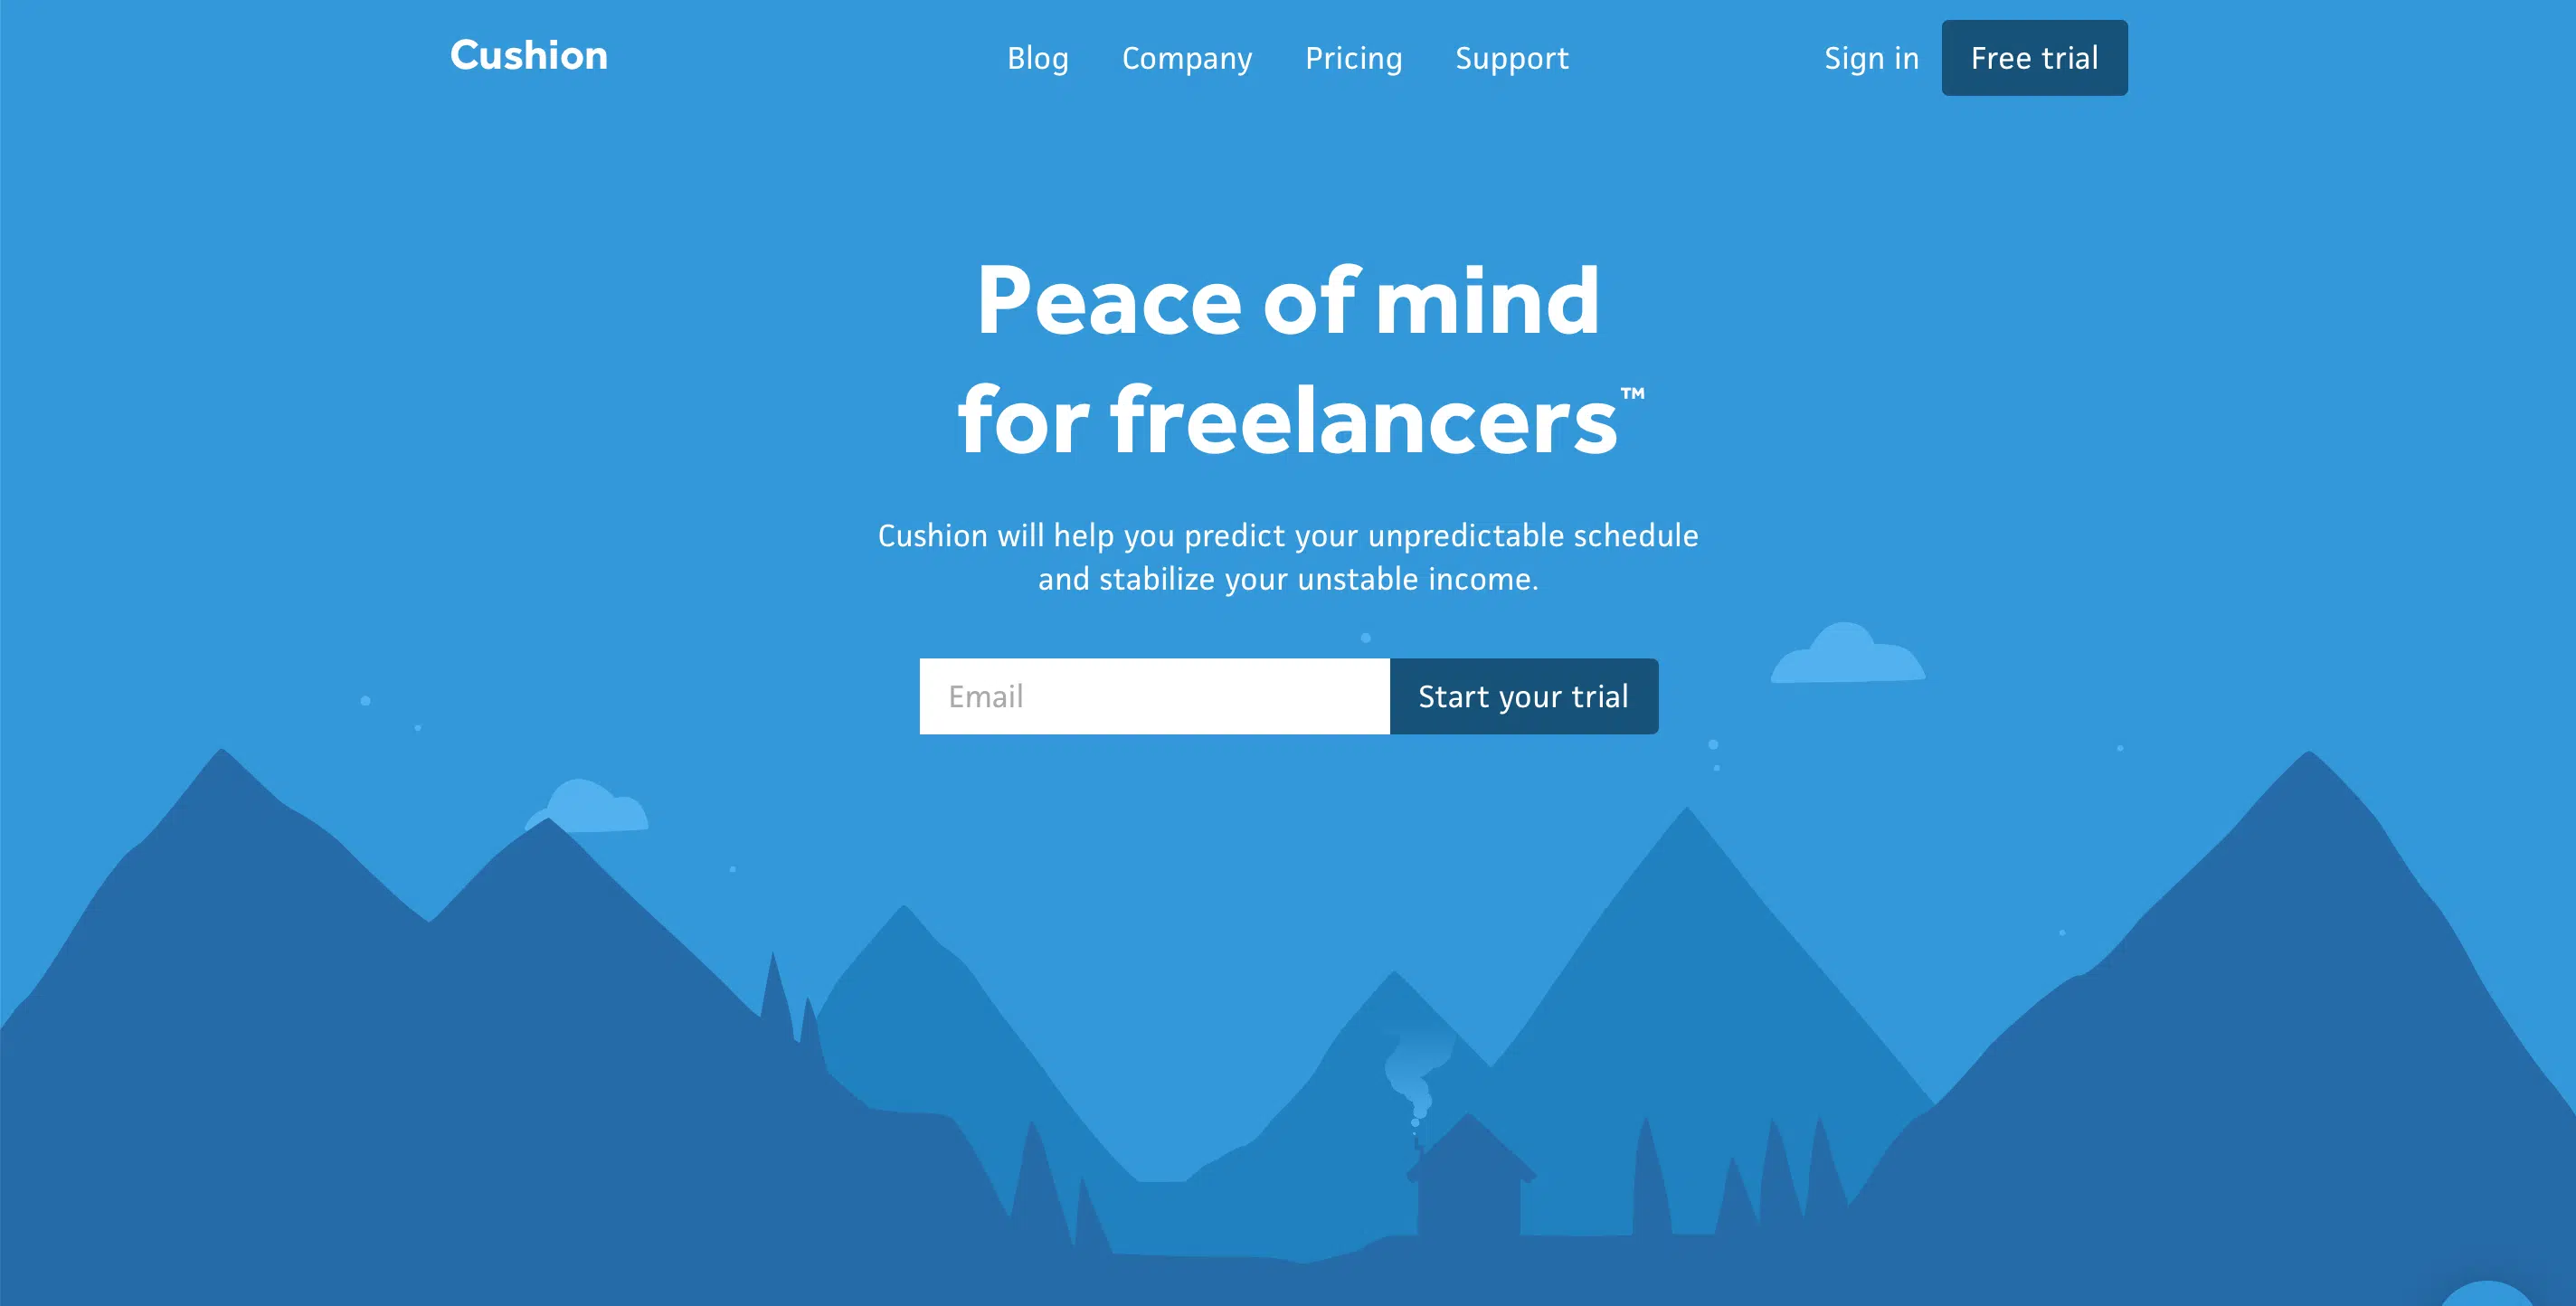 Cushion
Blog Company Pricing Support
Sign in
Free trial
Peace of mind
for freelancers™
Cushion will help you predict your unpredictable schedule
and stabilize your unstable income.
Email
Start your trial